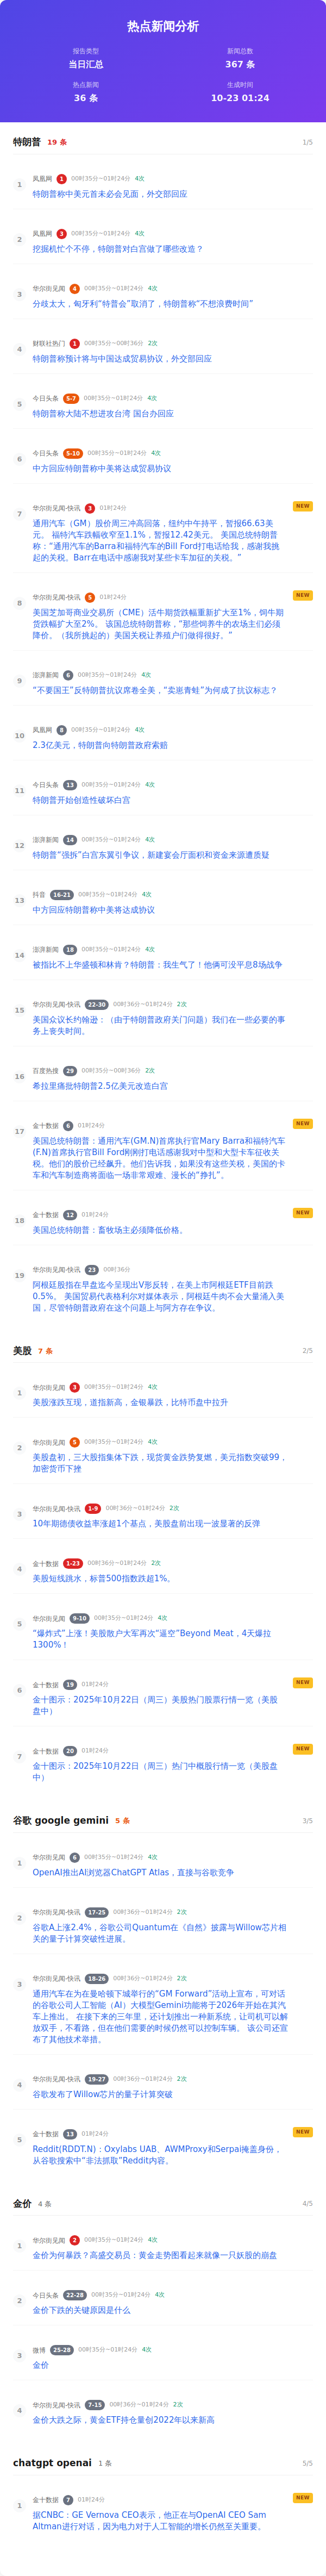 热点新闻分析
报告类型
新闻总数
当日汇总
367 条
热点新闻
生成时间
36 条
10-23 01:24
特朗普 19 条 1/5
1 凤凰网 1 00时35分~01时24分 4次
特朗普称中美元首未必会见面，外交部回应
2 凤凰网 3 00时35分~01时24分 4次
挖掘机忙个不停，特朗普对白宫做了哪些改造？
3 华尔街见闻 4 00时35分~01时24分 4次
分歧太大，匈牙利“特普会”取消了，特朗普称“不想浪费时间”
4 财联社热门 1 00时35分~00时36分 2次
特朗普称预计将与中国达成贸易协议，外交部回应
5 今日头条 5-7 00时35分~01时24分 4次
特朗普称大陆不想进攻台湾 国台办回应
6 今日头条 5-10 00时35分~01时24分 4次
中方回应特朗普称中美将达成贸易协议
7 华尔街见闻-快讯 3 01时24分 NEW
通用汽车（GM）股价周三冲高回落，纽约中午持平，暂报66.63美
元。 福特汽车跌幅收窄至1.1%，暂报12.42美元。 美国总统特朗普
称：“通用汽车的Barra和福特汽车的Bill Ford打电话给我，感谢我挑
起的关税。Barr在电话中感谢我对某些卡车加征的关税。”
8 华尔街见闻-快讯 5 01时24分 NEW
美国芝加哥商业交易所（CME）活牛期货跌幅重新扩大至1%，饲牛期
货跌幅扩大至2%。 该国总统特朗普称，“那些饲养牛的农场主们必须
降价。（我所挑起的）美国关税让养殖户们做得很好。”
9 澎湃新闻 6 00时35分~01时24分 4次
“不要国王”反特朗普抗议席卷全美，“卖崽青蛙”为何成了抗议标志？
10 凤凰网 8 00时35分~01时24分 4次
2.3亿美元，特朗普向特朗普政府索赔
11 今日头条 13 00时35分~01时24分 4次
特朗普开始创造性破坏白宫
12 澎湃新闻 14 00时35分~01时24分 4次
特朗普“强拆”白宫东翼引争议，新建宴会厅面积和资金来源遭质疑
13 抖音 16-21 00时35分~01时24分 4次
中方回应特朗普称中美将达成协议
14 澎湃新闻 18 00时35分~01时24分 4次
被指比不上华盛顿和林肯？特朗普：我生气了！他俩可没平息8场战争
15 华尔街见闻-快讯 22-30 00时36分~01时24分 2次
美国众议长约翰逊：（由于特朗普政府关门问题）我们在一些必要的事
务上丧失时间。
16 百度热搜 29 00时35分~00时36分 2次
希拉里痛批特朗普2.5亿美元改造白宫
17 金十数据 6 01时24分 NEW
美国总统特朗普：通用汽车(GM.N)首席执行官Mary Barra和福特汽车
(F.N)首席执行官Bill Ford刚刚打电话感谢我对中型和大型卡车征收关
税。他们的股价已经飙升。他们告诉我，如果没有这些关税，美国的卡
车和汽车制造商将面临一场非常艰难、漫长的“挣扎”。
18 金十数据 12 01时24分 NEW
美国总统特朗普：畜牧场主必须降低价格。
19 华尔街见闻-快讯 23 00时36分
阿根廷股指在早盘迄今呈现出V形反转，在美上市阿根廷ETF目前跌
0.5%。 美国贸易代表格利尔对媒体表示，阿根廷牛肉不会大量涌入美
国，尽管特朗普政府在这个问题上与阿方存在争议。
美股 7 条 2/5
1 华尔街见闻 3 00时35分~01时24分 4次
美股涨跌互现，道指新高，金银暴跌，比特币盘中拉升
2 华尔街见闻 5 00时35分~01时24分 4次
美股盘初，三大股指集体下跌，现货黄金跌势复燃，美元指数突破99，
加密货币下挫
3 华尔街见闻-快讯 1-9 00时36分~01时24分 2次
10年期德债收益率涨超1个基点，美股盘前出现一波显著的反弹
4 金十数据 1-23 00时36分~01时24分 2次
美股短线跳水，标普500指数跌超1%。
5 华尔街见闻 9-10 00时35分~01时24分 4次
“爆炸式”上涨！美股散户大军再次“逼空”Beyond Meat，4天爆拉
1300%！
6 金十数据 19 01时24分 NEW
金十图示：2025年10月22日（周三）美股热门股票行情一览（美股
盘中）
7 金十数据 20 01时24分 NEW
金十图示：2025年10月22日（周三）热门中概股行情一览（美股盘
中）
谷歌 google gemini 5 条 3/5
1 华尔街见闻 6 00时35分~01时24分 4次
OpenAI推出AI浏览器ChatGPT Atlas，直接与谷歌竞争
2 华尔街见闻-快讯 17-25 00时36分~01时24分 2次
谷歌A上涨2.4%，谷歌公司Quantum在《自然》披露与Willow芯片相
关的量子计算突破性进展。
3 华尔街见闻-快讯 18-26 00时36分~01时24分 2次
通用汽车在为在曼哈顿下城举行的“GM Forward”活动上宣布，可对话
的谷歌公司人工智能（AI）大模型Gemini功能将于2026年开始在其汽
车上推出。 在接下来的三年里，还计划推出一种新系统，让司机可以解
放双手，不看路，但在他们需要的时候仍然可以控制车辆。 该公司还宣
布了其他技术举措。
4 华尔街见闻-快讯 19-27 00时36分~01时24分 2次
谷歌发布了Willow芯片的量子计算突破
5 金十数据 13 01时24分 NEW
Reddit(RDDT.N)：Oxylabs UAB、AWMProxy和Serpai掩盖身份，
从谷歌搜索中“非法抓取”Reddit内容。
金价 4 条 4/5
1 华尔街见闻 2 00时35分~01时24分 4次
金价为何暴跌？高盛交易员：黄金走势图看起来就像一只妖股的崩盘
2 今日头条 22-28 00时35分~01时24分 4次
金价下跌的关键原因是什么
3 微博 25-28 00时35分~01时24分 4次
金价
4 华尔街见闻-快讯 7-15 00时36分~01时24分 2次
金价大跌之际，黄金ETF持仓量创2022年以来新高
chatgpt openai 1 条 5/5
1 金十数据 7 01时24分 NEW
据CNBC：GE Vernova CEO表示，他正在与OpenAI CEO Sam
Altman进行对话，因为电力对于人工智能的增长仍然至关重要。